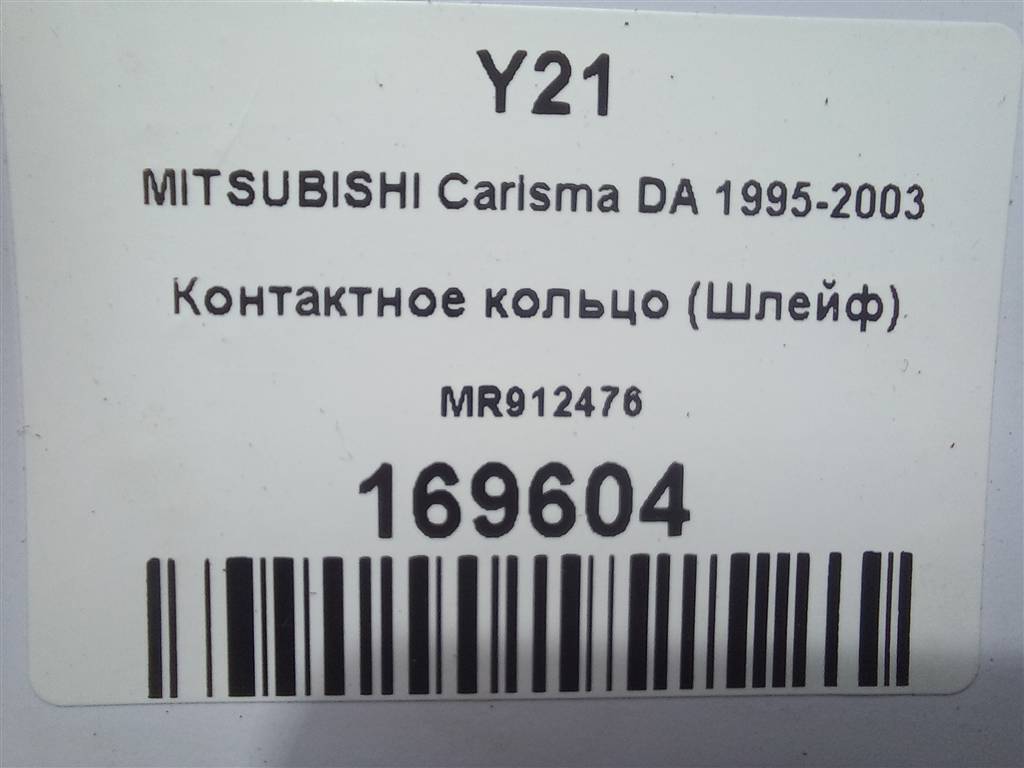 Y21
MITSUBISHI Carisma DA 1995-2003
Контактное кольцо (Шлейф)
MR912476
169604